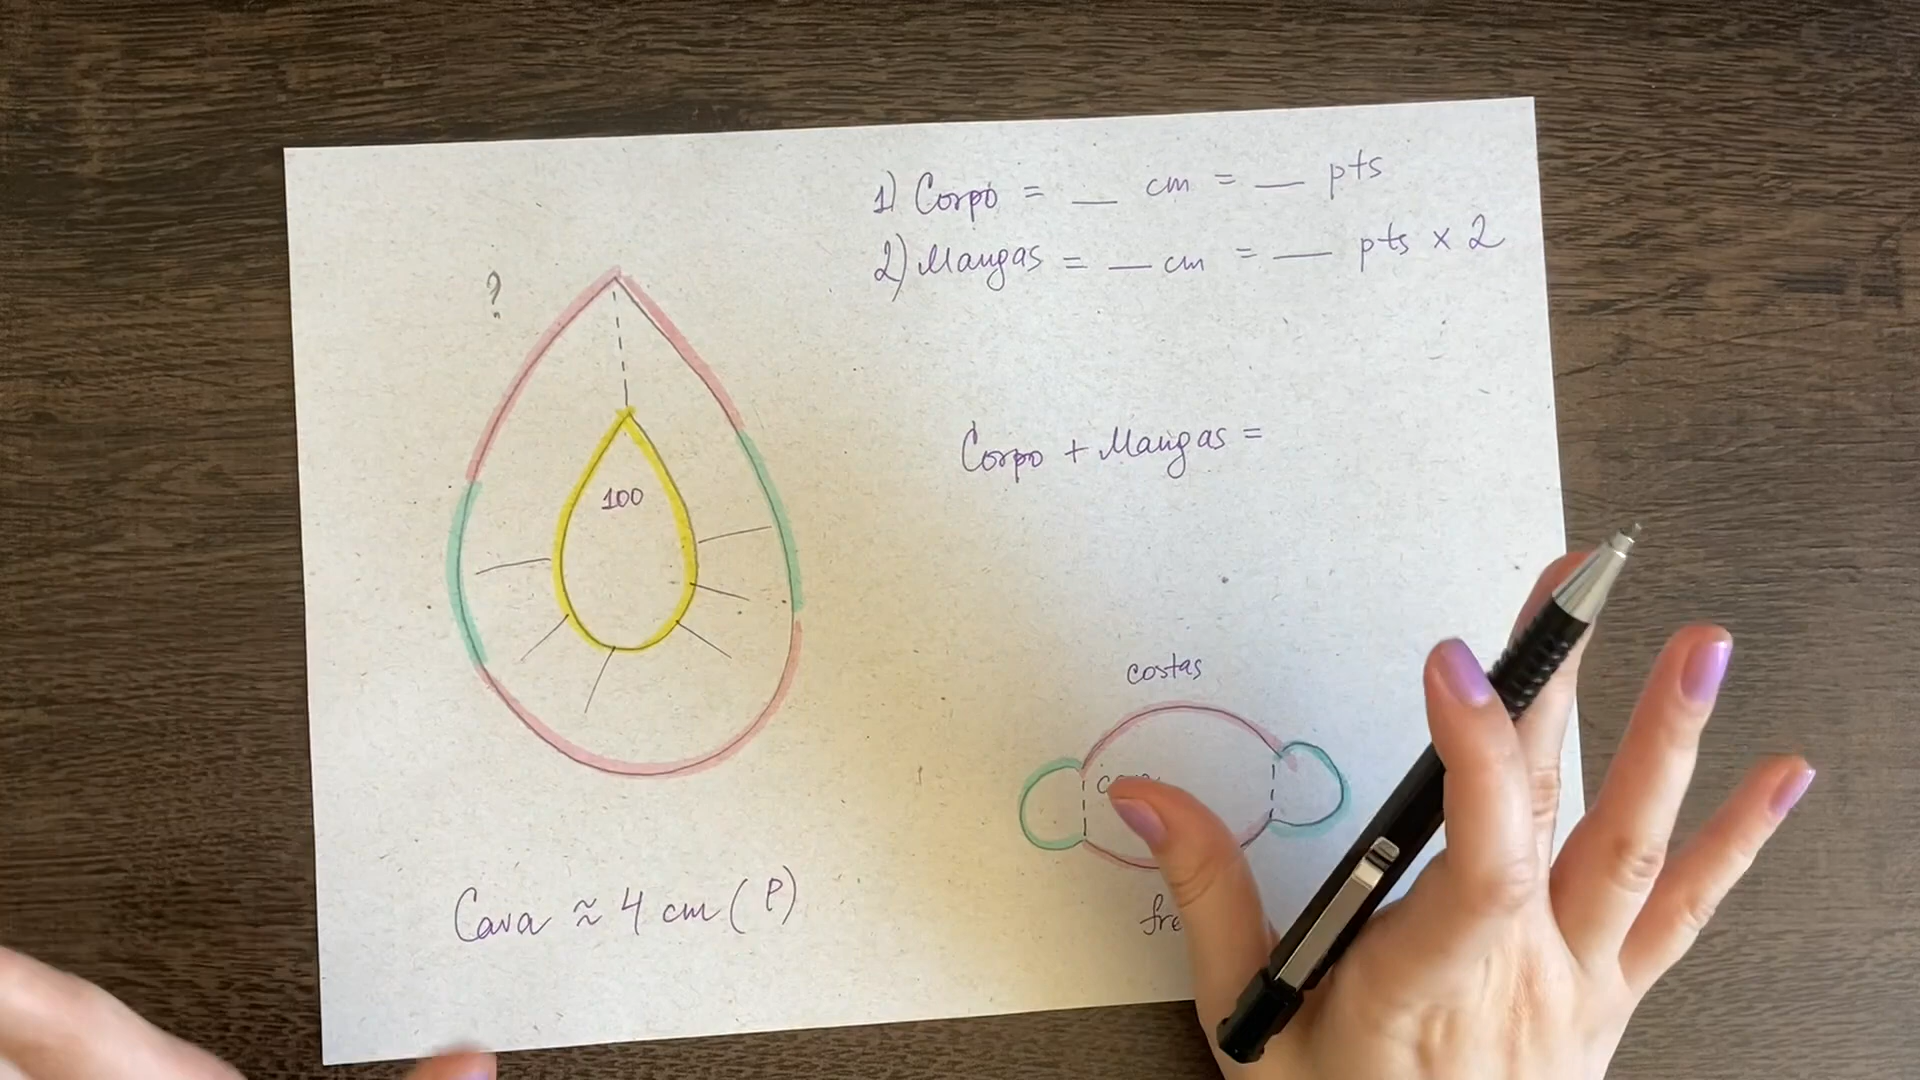 1) Corpo = __ cm = __ pts
2) Mangas = __ cm = __ pts x 2
?
100
Corpo + Mangas =
costas
Cava ≈ 4 cm (P)